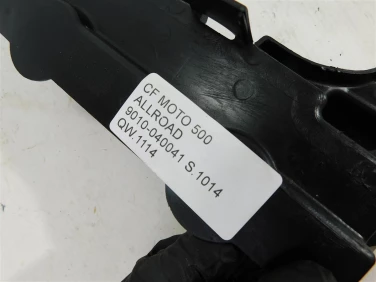 CF MOTO 500
ALLROAD
9010-040041 S.1014
QW.1114